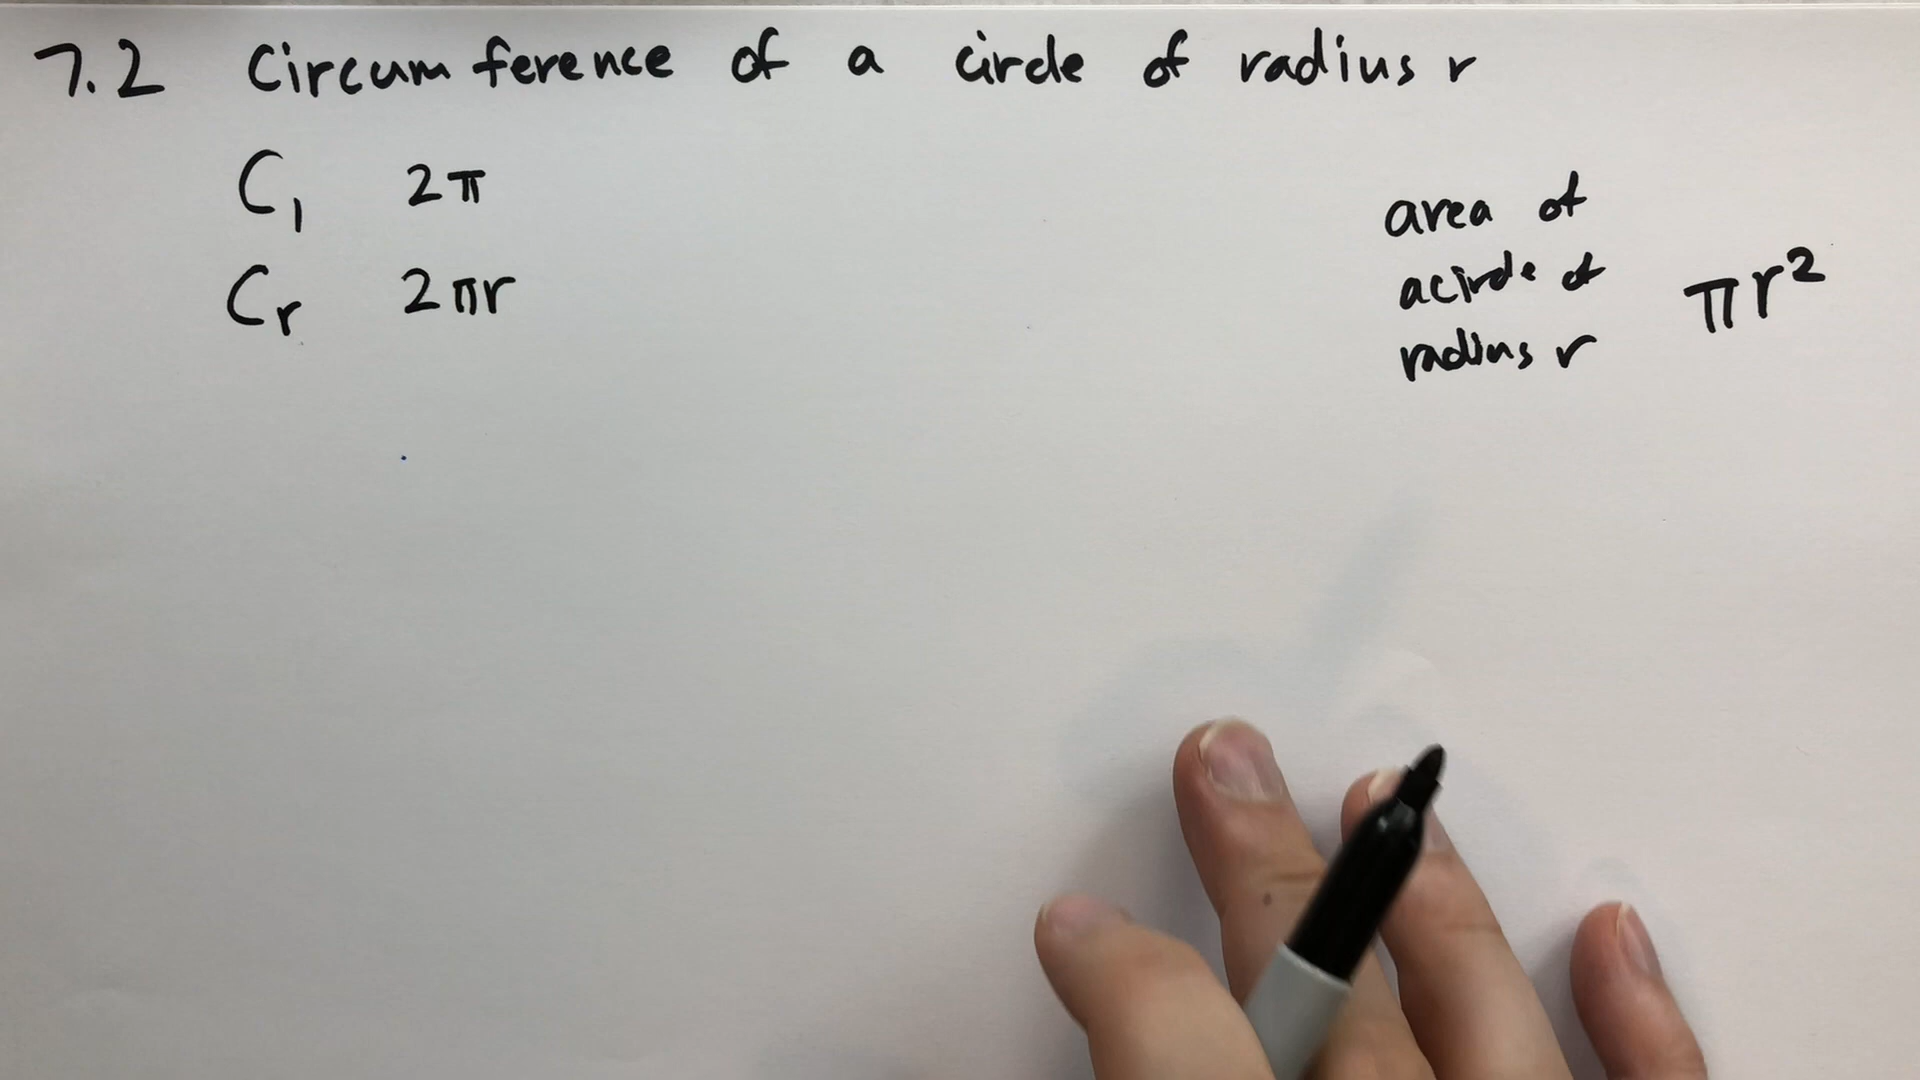 7.2 Circumference of a circle of radius r
C₁ 2π
Cᵣ 2πr
area of
a circle of
radius r
πr²